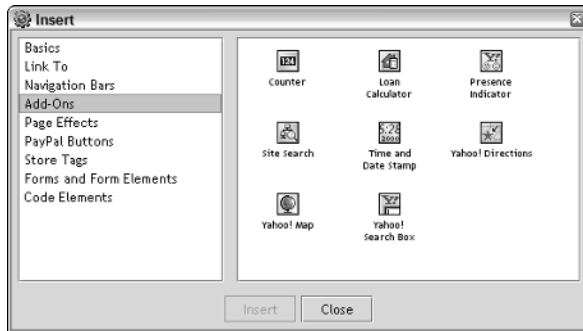 Insert
Basics
Link To
Navigation Bars
Add-Ons
Page Effects
PayPal Buttons
Store Tags
Forms and Form Elements
Code Elements
Counter
Loan
Calculator
Presence
Indicator
Site Search
Time and
Date Stamp
Yahoo! Directions
Yahoo! Map
Yahoo!
Search Box
Insert
Close